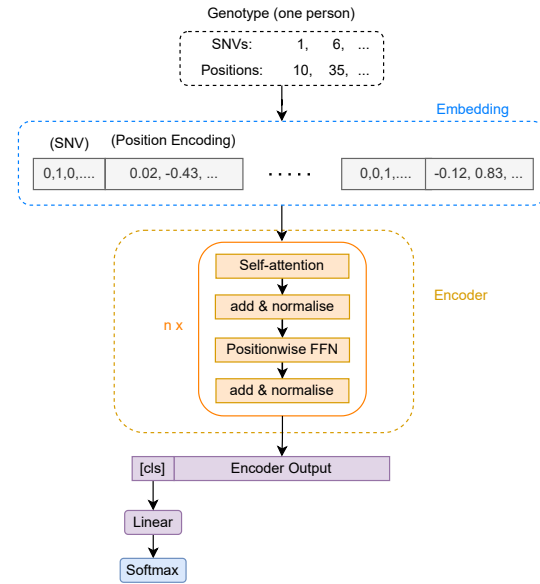 Genotype (one person)
SNVs: 1, 6, ...
Positions: 10, 35, ...
Embedding
(SNV) (Position Encoding)
0,1,0,.... 0.02, -0.43, ... . . . . . 0,0,1,.... -0.12, 0.83, ...
Self-attention
add & normalise
Positionwise FFN
add & normalise
n x
Encoder
[cls] Encoder Output
Linear
Softmax